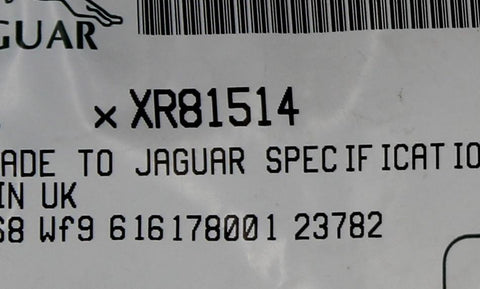 GUAR
x XR81514
ADE TO JAGUAR SPECIFICATIO
IN UK
S8 Wf9 616178001 23782